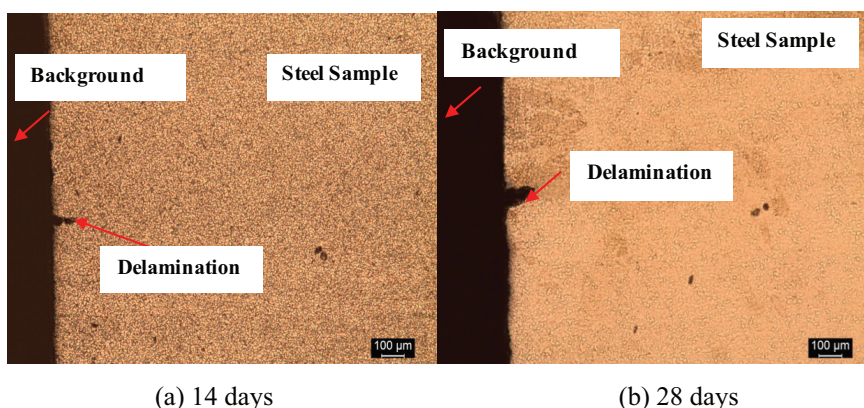 Background
Steel Sample
Delamination
100 µm
(a) 14 days
Background
Steel Sample
Delamination
100 µm
(b) 28 days